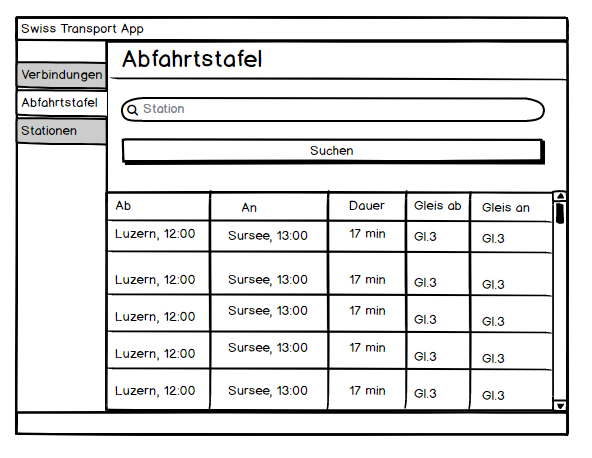 Swiss Transport App
Abfahrtstafel
Verbindungen
Abfahrtstafel
Stationen
Station
Suchen
Ab An Dauer Gleis ab Gleis an
Luzern, 12:00 Sursee, 13:00 17 min Gl.3 Gl.3
Luzern, 12:00 Sursee, 13:00 17 min Gl.3 Gl.3
Luzern, 12:00 Sursee, 13:00 17 min Gl.3 Gl.3
Luzern, 12:00 Sursee, 13:00 17 min Gl.3 Gl.3
Luzern, 12:00 Sursee, 13:00 17 min Gl.3 Gl.3